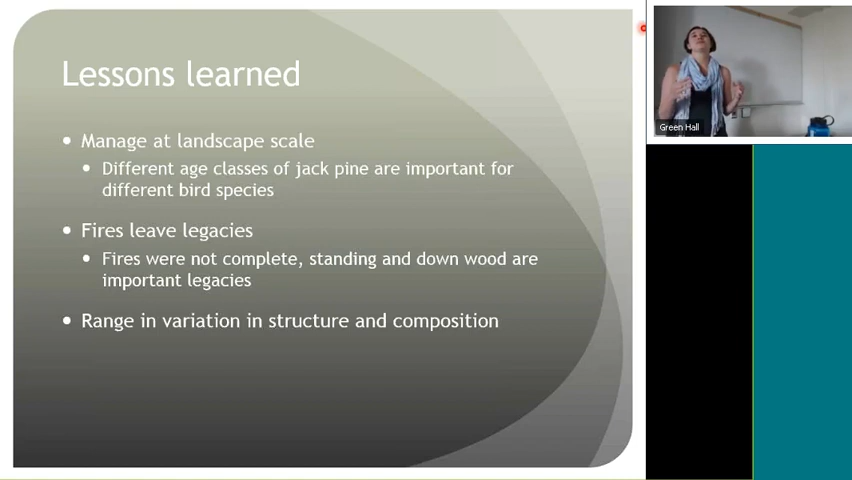 Lessons learned
Manage at landscape scale
Different age classes of jack pine are important for
different bird species
Fires leave legacies
Fires were not complete, standing and down wood are
important legacies
Range in variation in structure and composition
Green Hall